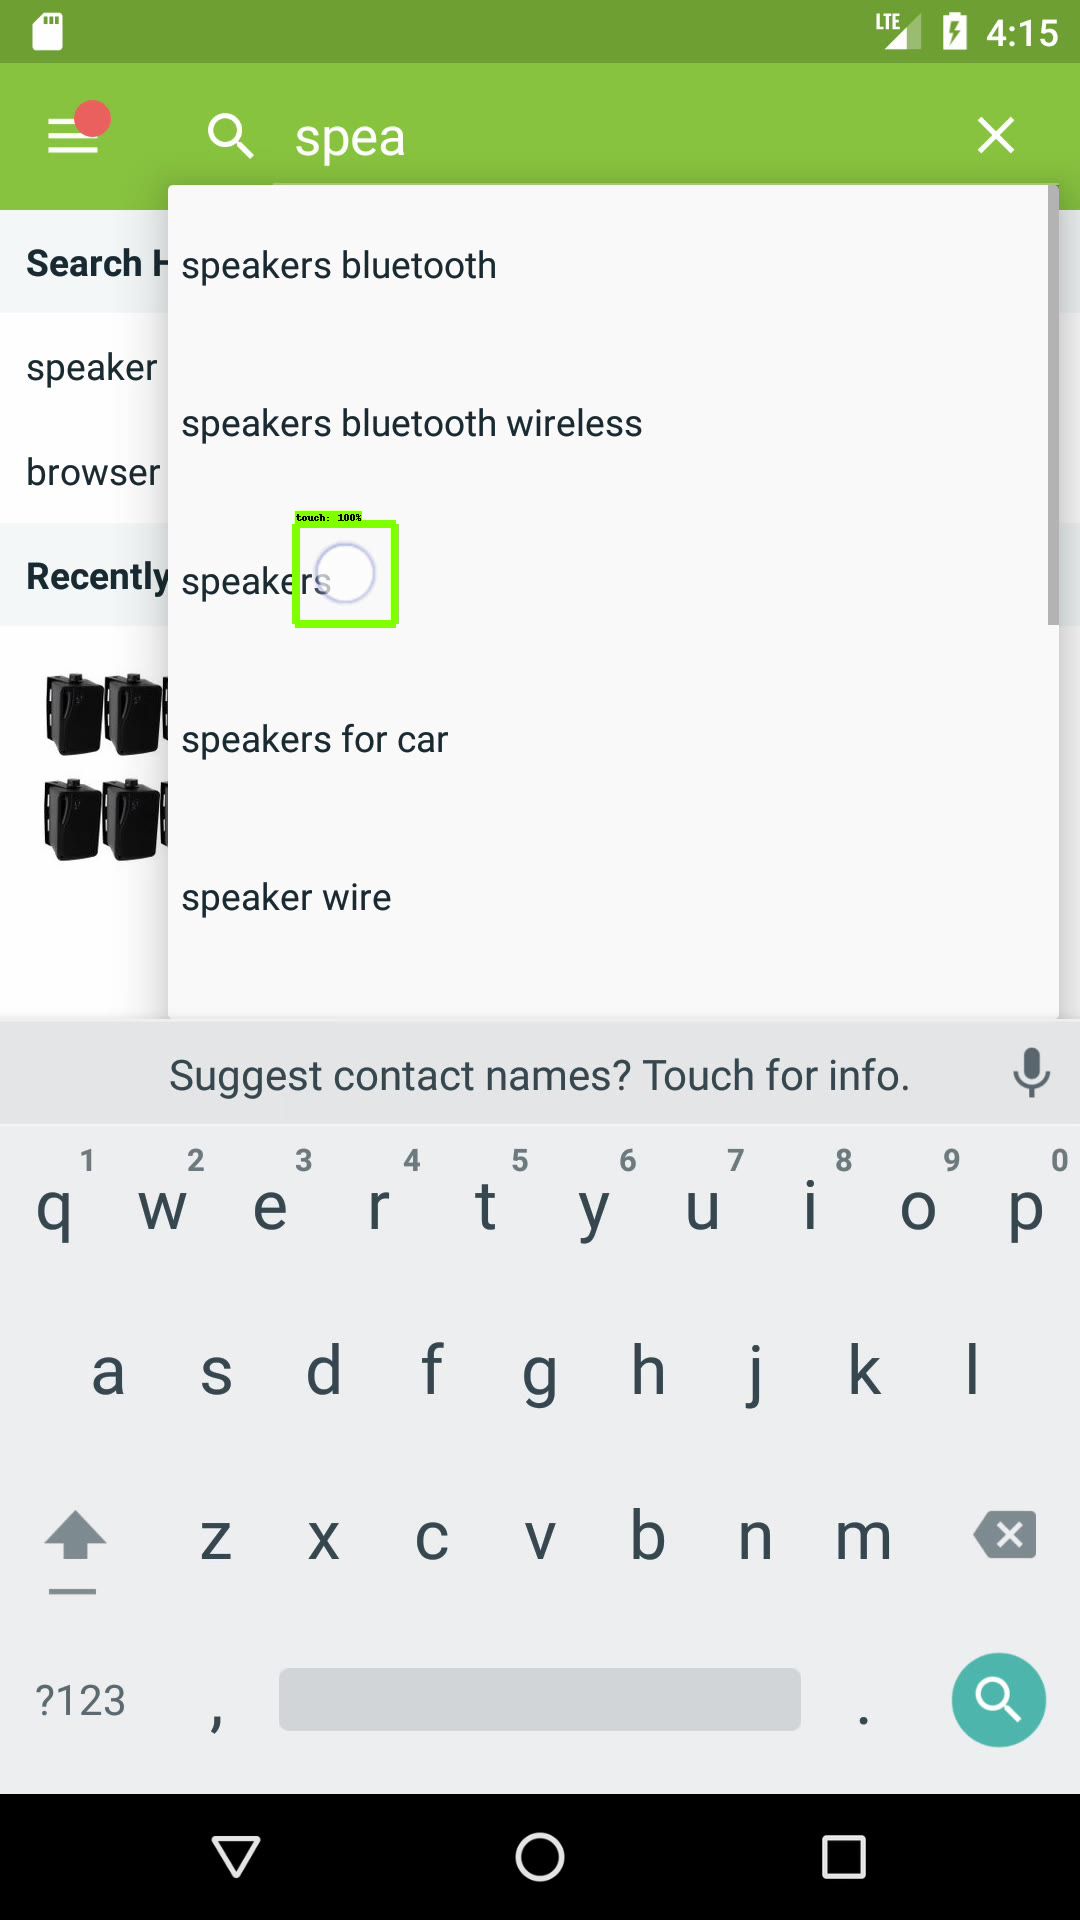 LTE 4:15
spea
Search H
speakers bluetooth
speaker
speakers bluetooth wireless
browser
touch: 100%
Recently
speakers
speakers for car
speaker wire
Suggest contact names? Touch for info.
1 2 3 4 5 6 7 8 9 0
q w e r t y u i o p
a s d f g h j k l
z x c v b n m
?123 , .